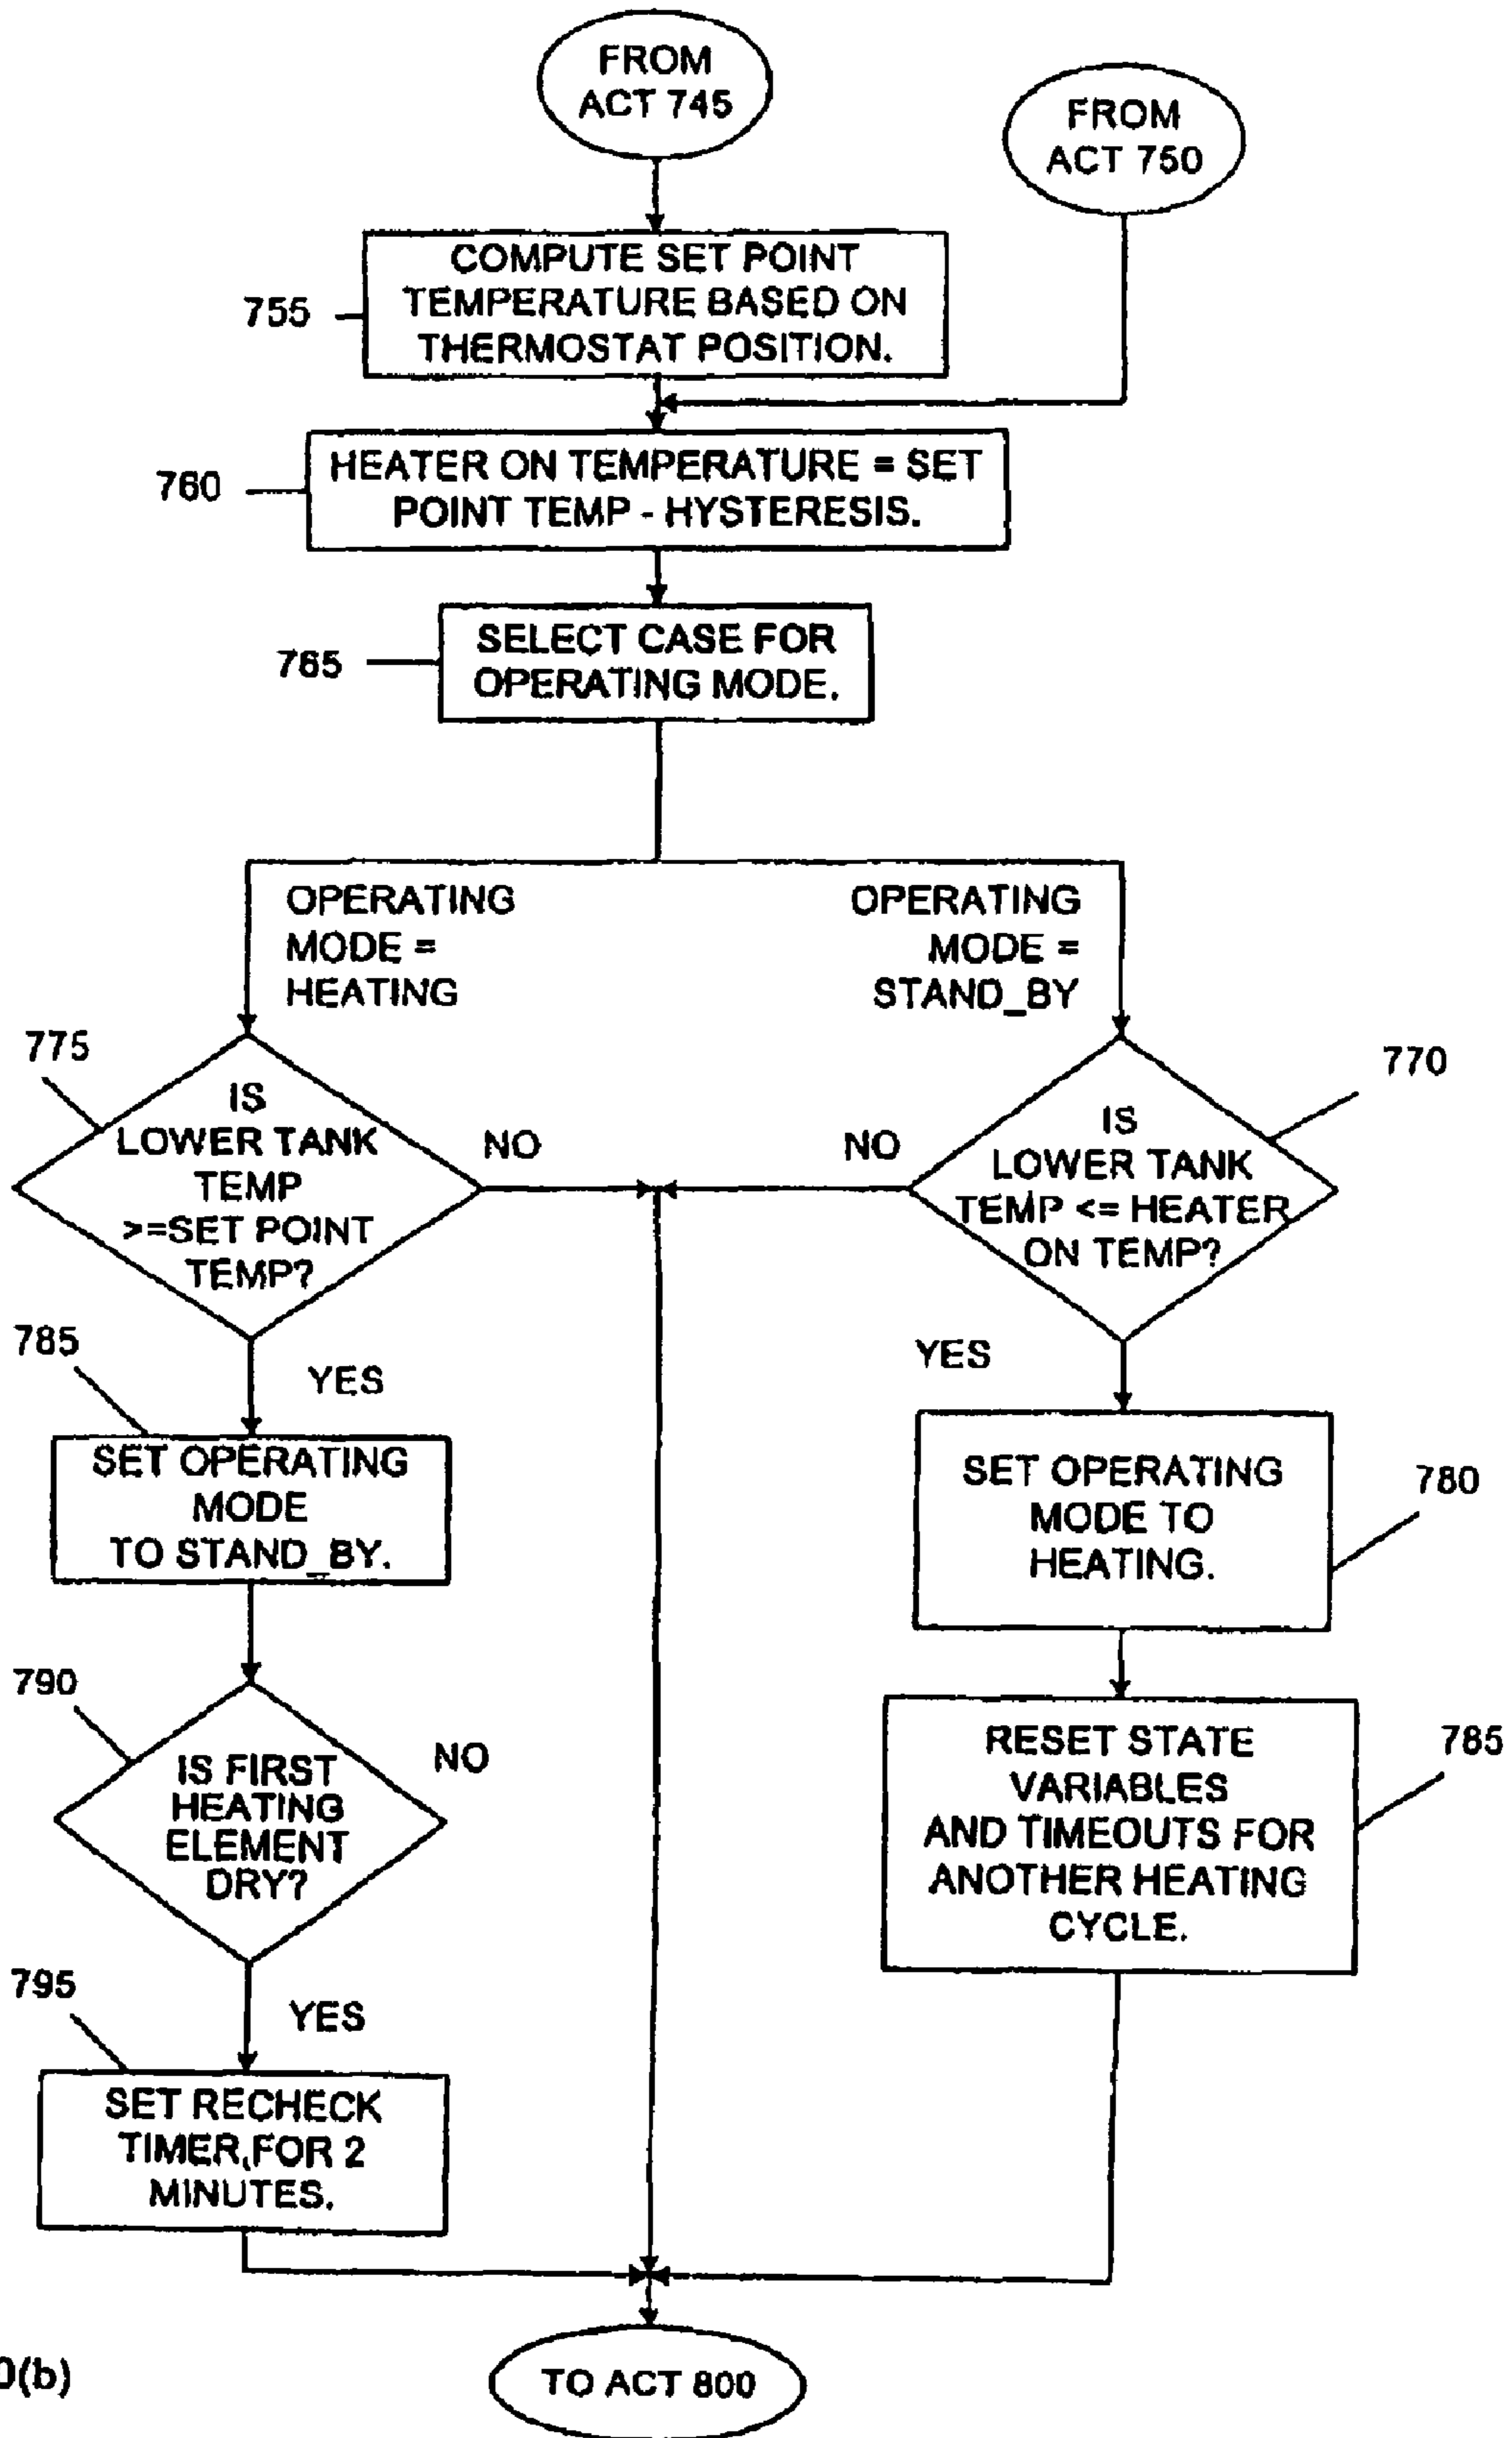 FROM
ACT 745
FROM
ACT 750
COMPUTE SET POINT
TEMPERATURE BASED ON
THERMOSTAT POSITION.
755
HEATER ON TEMPERATURE = SET
POINT TEMP - HYSTERESIS.
760
SELECT CASE FOR
OPERATING MODE.
765
OPERATING
MODE =
HEATING
OPERATING
MODE =
STAND_BY
775
IS
LOWER TANK
TEMP
>=SET POINT
TEMP?
NO
NO
770
IS
LOWER TANK
TEMP <= HEATER
ON TEMP?
785
YES
YES
SET OPERATING
MODE
TO STAND_BY.
SET OPERATING
MODE TO
HEATING.
780
790
IS FIRST
HEATING
ELEMENT
DRY?
NO
RESET STATE
VARIABLES
AND TIMEOUTS FOR
ANOTHER HEATING
CYCLE.
785
795
YES
SET RECHECK
TIMER,FOR 2
MINUTES.
0(b)
TO ACT 800